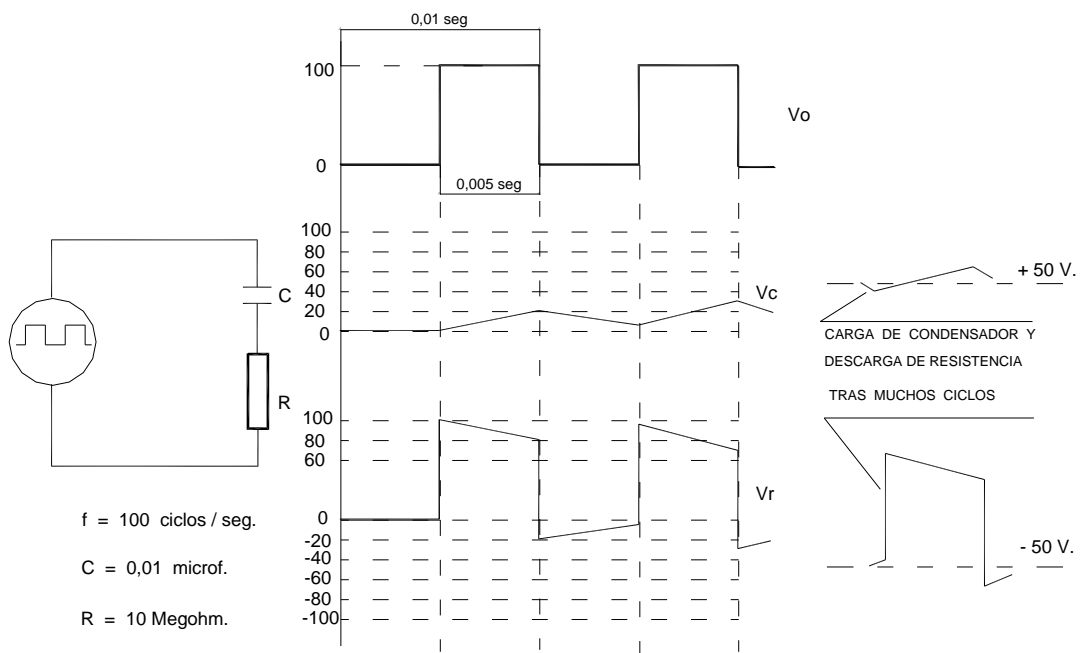 0,01 seg
100
0
Vo
0,005 seg
100
80
60
40
20
0
Vc
C
R
+ 50 V.
CARGA DE CONDENSADOR Y
DESCARGA DE RESISTENCIA
TRAS MUCHOS CICLOS
100
80
60
0
-20
-40
-60
-80
-100
Vr
- 50 V.
f = 100 ciclos / seg.
C = 0,01 microf.
R = 10 Megohm.